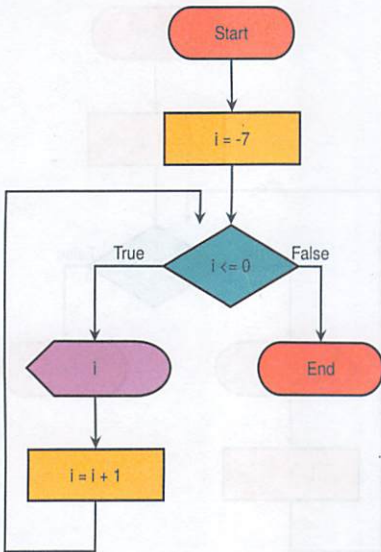 Start
i = -7
True
i <= 0
False
i
End
i = i + 1